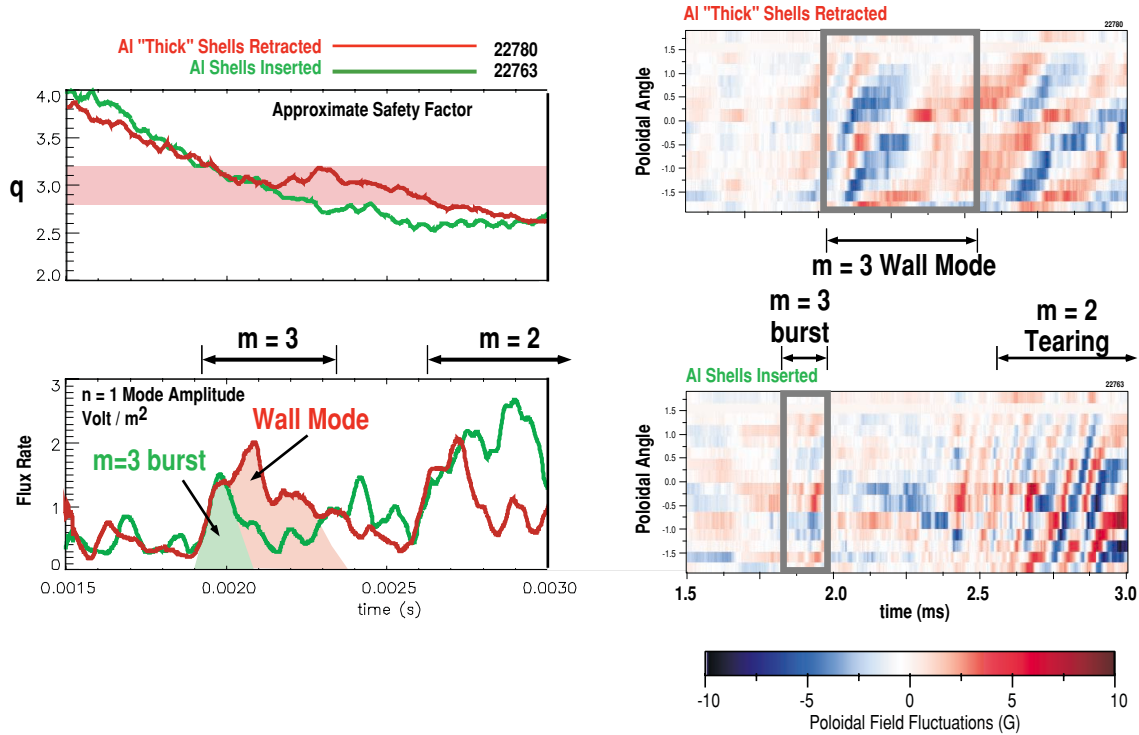 Al "Thick" Shells Retracted 22780
Al Shells Inserted 22763
Approximate Safety Factor
q
4.0
3.5
3.0
2.5
2.0
m = 3
m = 2
n = 1 Mode Amplitude
Volt / m²
Wall Mode
m=3 burst
Flux Rate
3
2
1
0
0.0015 0.0020 0.0025 0.0030
time (s)
Al "Thick" Shells Retracted
22780
Poloidal Angle
1.5
1.0
0.5
0.0
-0.5
-1.0
-1.5
m = 3 Wall Mode
m = 3
burst
m = 2
Tearing
Al Shells Inserted
22763
Poloidal Angle
1.5
1.0
0.5
0.0
-0.5
-1.0
-1.5
1.5 2.0 2.5 3.0
time (ms)
-10 -5 0 5 10
Poloidal Field Fluctuations (G)